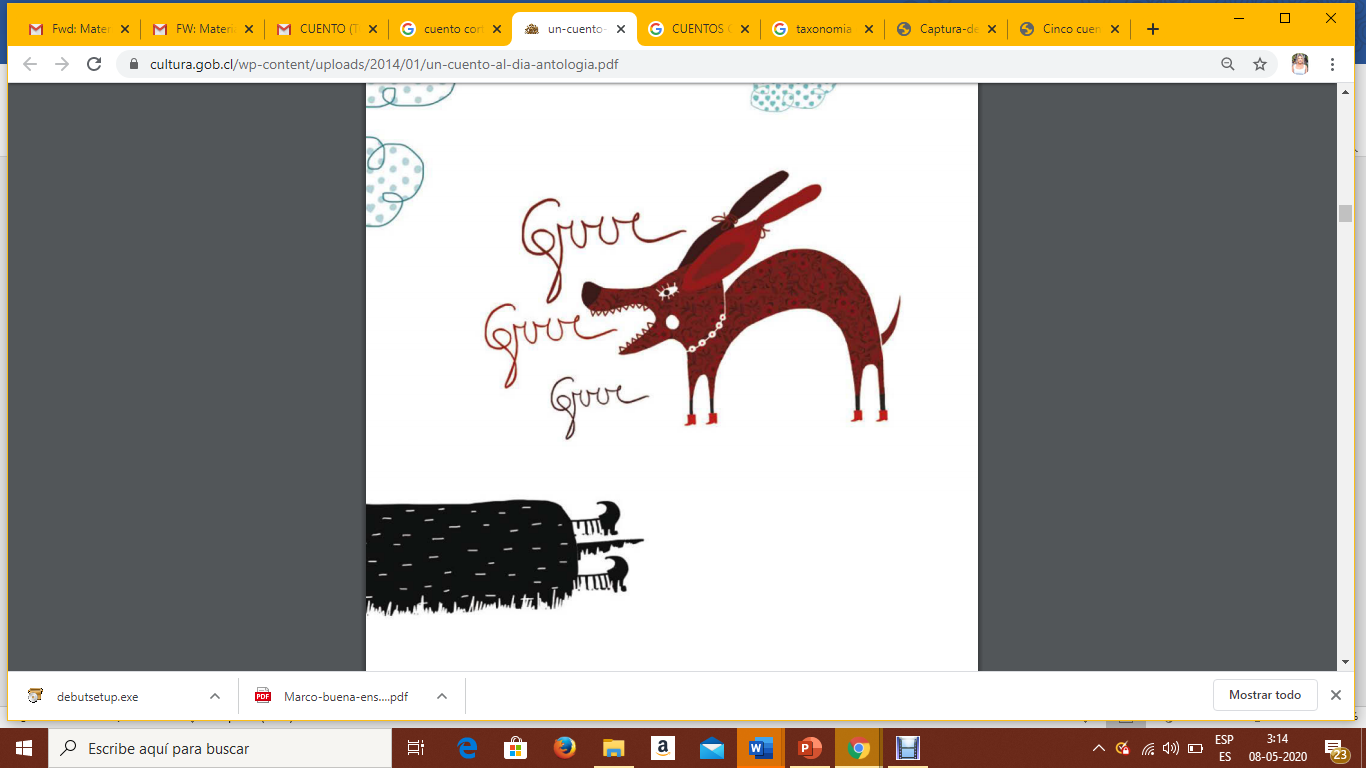 Fwd: Mater
FW: Materia
CUENTO (T
cuento cort
un-cuento-
CUENTOS C
taxonomia
Captura-de
Cinco cuen
cultura.gob.cl/wp-content/uploads/2014/01/un-cuento-al-dia-antologia.pdf
Grrr
Grrr
Grrr
debutsetup.exe
Marco-buena-ens....pdf
Mostrar todo
Escribe aquí para buscar
ESP
ES
3:14
08-05-2020
23